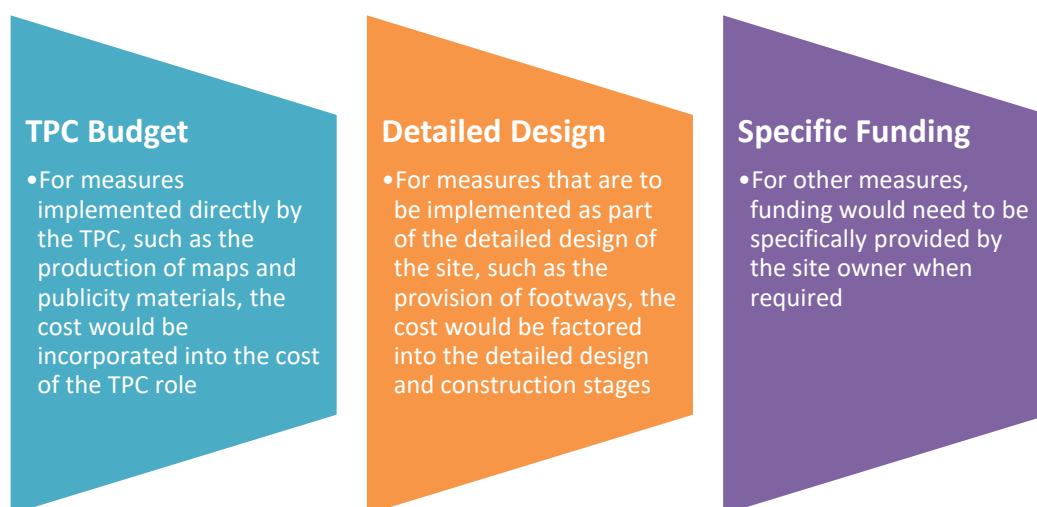 TPC Budget
•For measures
implemented directly by
the TPC, such as the
production of maps and
publicity materials, the
cost would be
incorporated into the cost
of the TPC role
Detailed Design
•For measures that are to
be implemented as part
of the detailed design of
the site, such as the
provision of footways, the
cost would be factored
into the detailed design
and construction stages
Specific Funding
•For other measures,
funding would need to be
specifically provided by
the site owner when
required